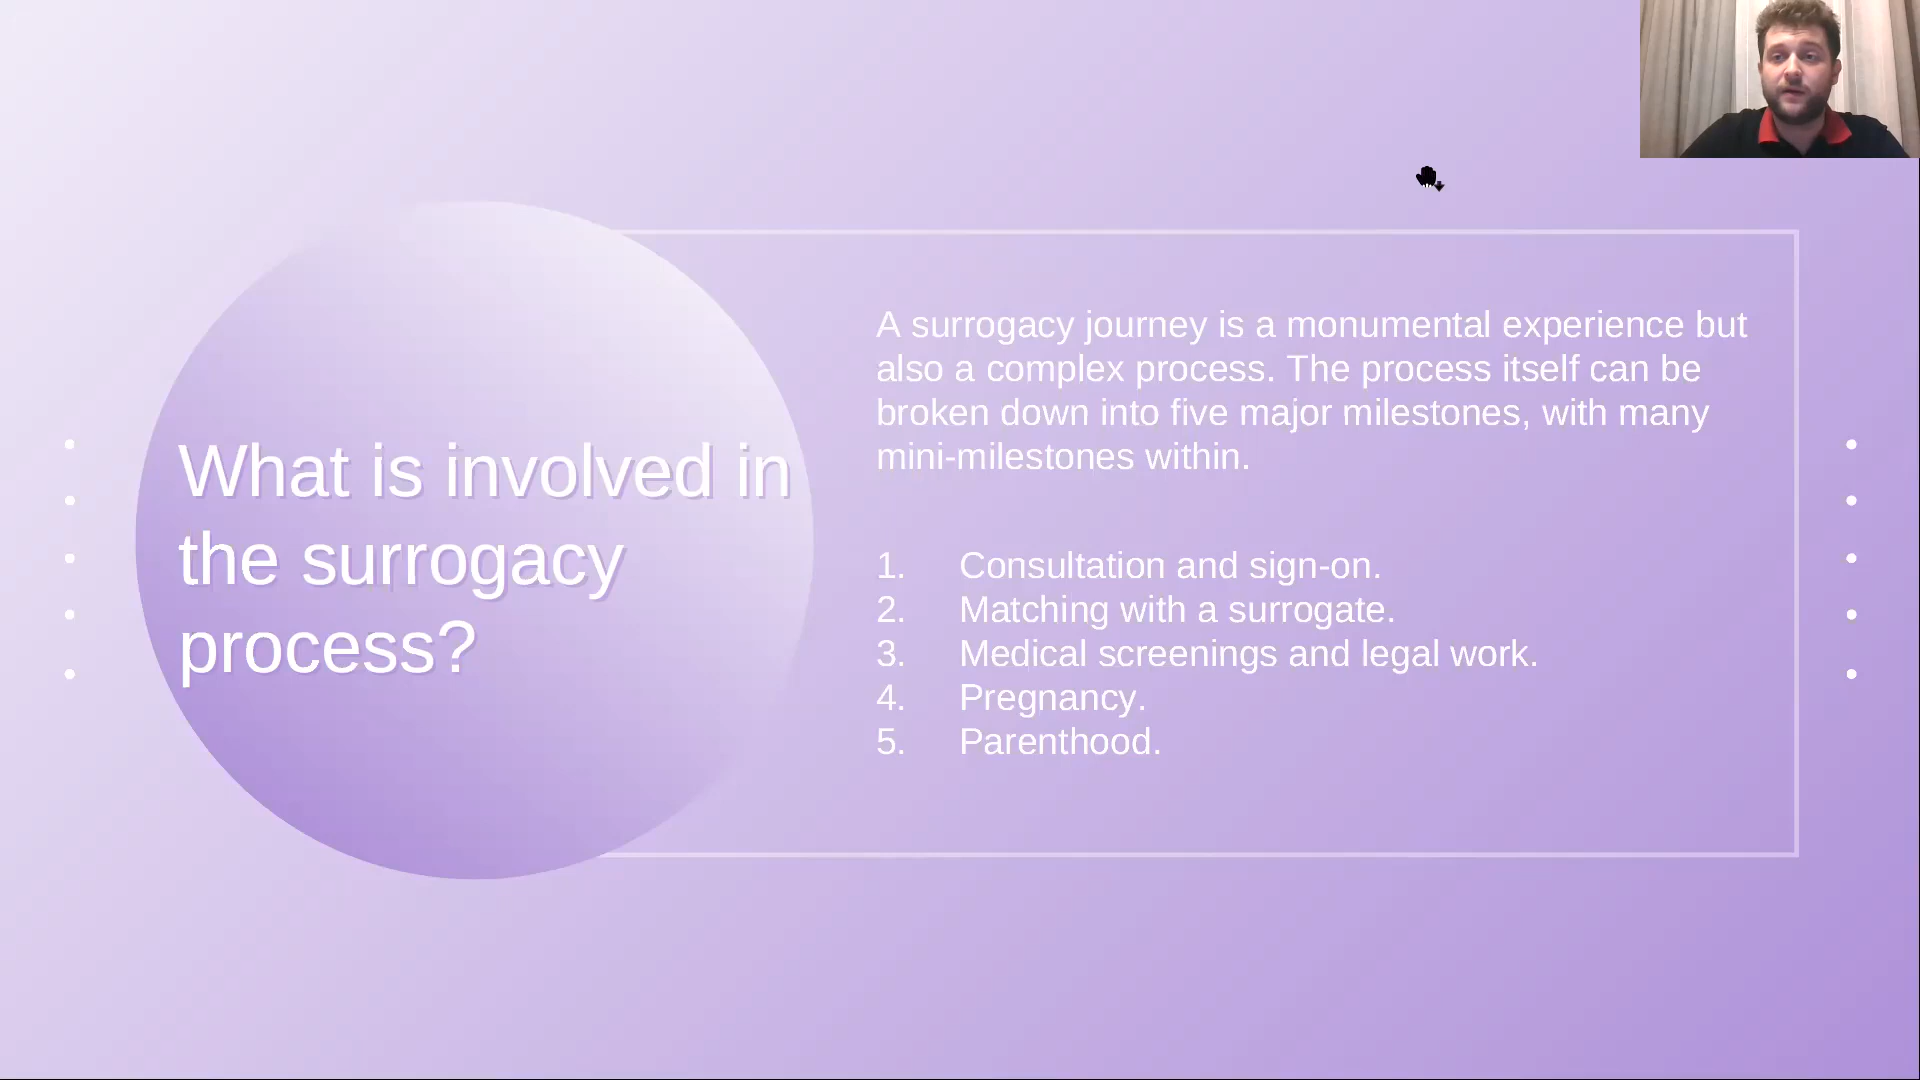 What is involved in
the surrogacy
process?
A surrogacy journey is a monumental experience but
also a complex process. The process itself can be
broken down into five major milestones, with many
mini-milestones within.
1. Consultation and sign-on.
2. Matching with a surrogate.
3. Medical screenings and legal work.
4. Pregnancy.
5. Parenthood.